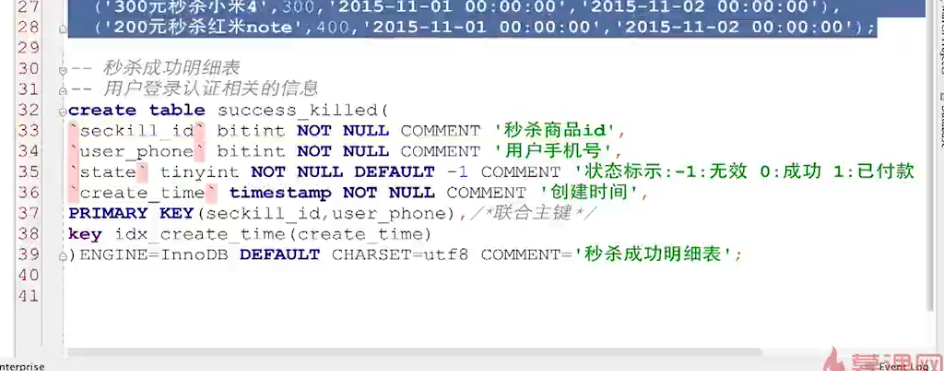 27 ('300元秒杀小米4',300,'2015-11-01 00:00:00','2015-11-02 00:00:00'),
28 ('200元秒杀红米note',400,'2015-11-01 00:00:00','2015-11-02 00:00:00');
29
30 -- 秒杀成功明细表
31 -- 用户登录认证相关的信息
32 create table success_killed(
33 `seckill_id` bitint NOT NULL COMMENT '秒杀商品id',
34 `user_phone` bitint NOT NULL COMMENT '用户手机号',
35 `state` tinyint NOT NULL DEFAULT -1 COMMENT '状态标示:-1:无效 0:成功 1:已付款
36 `create_time` timestamp NOT NULL COMMENT '创建时间',
37 PRIMARY KEY(seckill_id,user_phone),/*联合主键*/
38 key idx_create_time(create_time)
39 )ENGINE=InnoDB DEFAULT CHARSET=utf8 COMMENT='秒杀成功明细表';
40
41
nterprise
Event Log
慕课网